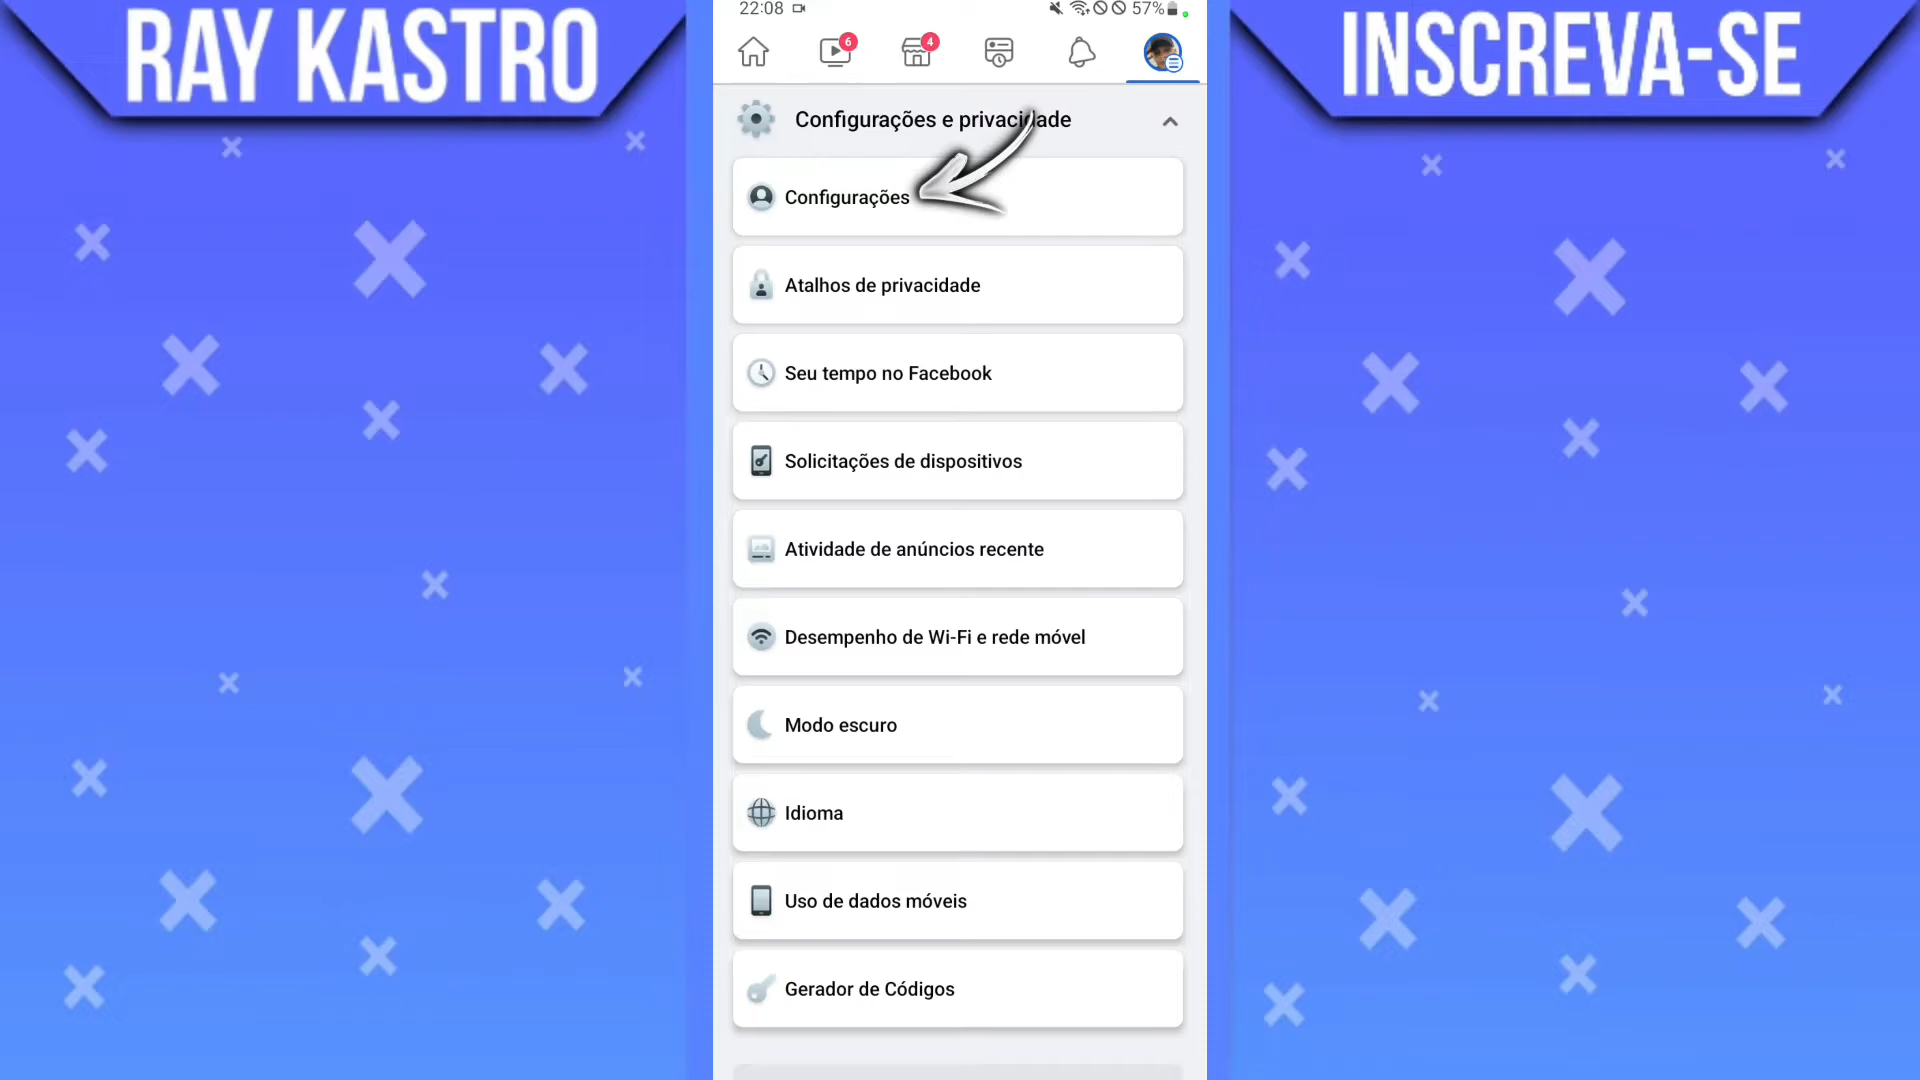 RAY KASTRO
INSCREVA-SE
22:08
57%
6
4
Configurações e privacidade
Configurações
Atalhos de privacidade
Seu tempo no Facebook
Solicitações de dispositivos
Atividade de anúncios recente
Desempenho de Wi-Fi e rede móvel
Modo escuro
Idioma
Uso de dados móveis
Gerador de Códigos